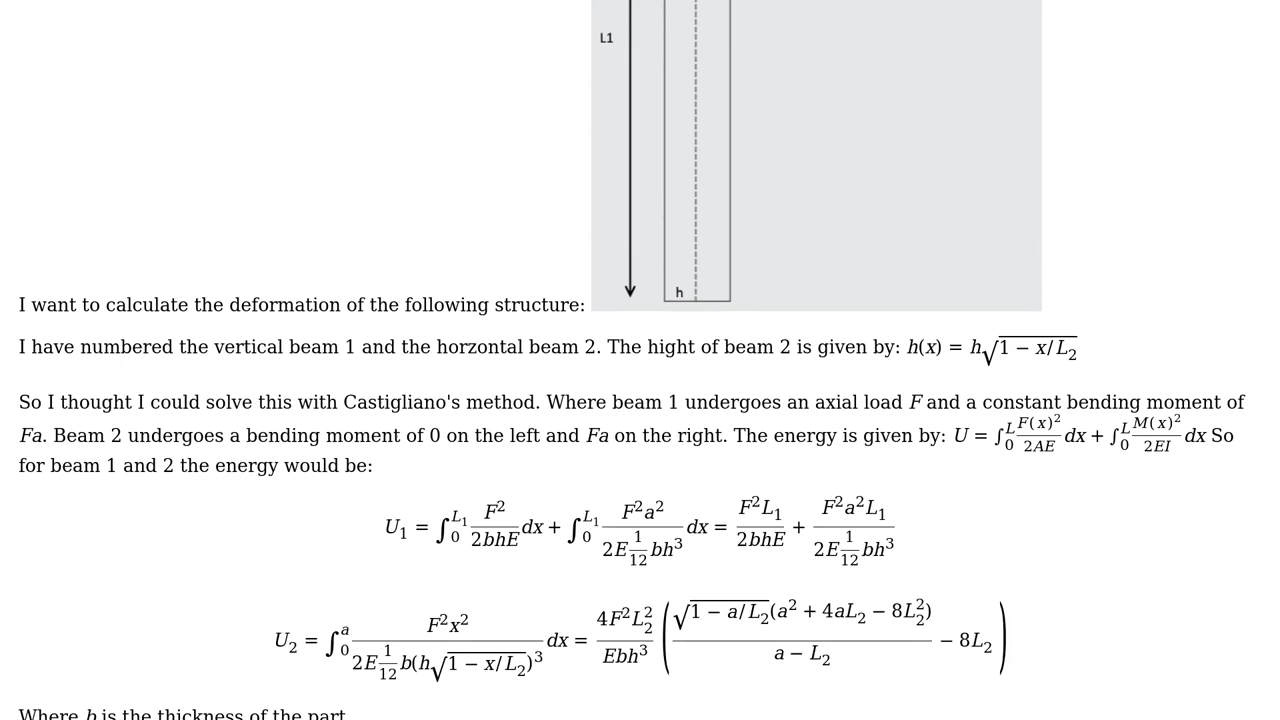 L1
h
I want to calculate the deformation of the following structure:
I have numbered the vertical beam 1 and the horzontal beam 2. The hight of beam 2 is given by: h(x) = h√(1 − x/L₂)
So I thought I could solve this with Castigliano's method. Where beam 1 undergoes an axial load F and a constant bending moment of
Fa. Beam 2 undergoes a bending moment of 0 on the left and Fa on the right. The energy is given by: U = ∫₀ᴸ F(x)²/2AE dx + ∫₀ᴸ M(x)²/2EI dx So
for beam 1 and 2 the energy would be:
U₁ = ∫₀^{L₁} F²/(2bhE) dx + ∫₀^{L₁} F²a²/(2E 1/12 bh³) dx = F²L₁/(2bhE) + F²a²L₁/(2E 1/12 bh³)
U₂ = ∫₀^a F²x²/(2E 1/12 b(h√(1 − x/L₂))³) dx = 4F²L₂²/(Ebh³) (√(1 − a/L₂)(a² + 4aL₂ − 8L₂²)/(a − L₂) − 8L₂)
Where b is the thickness of the part